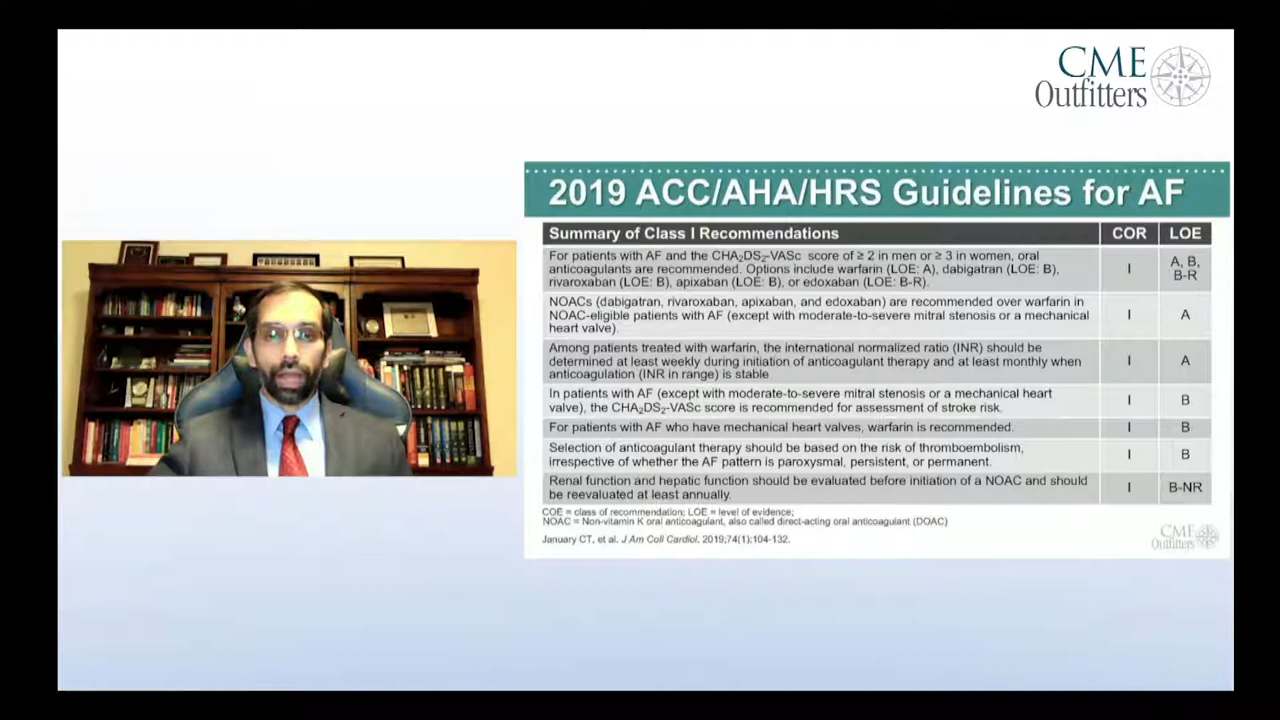 CME
Outfitters
2019 ACC/AHA/HRS Guidelines for AF
Summary of Class I Recommendations COR LOE
For patients with AF and the CHA2DS2-VASc score of ≥ 2 in men or ≥ 3 in women, oral
anticoagulants are recommended. Options include warfarin (LOE: A), dabigatran (LOE: B),
rivaroxaban (LOE: B), apixaban (LOE: B), or edoxaban (LOE: B-R).
I
A, B,
B-R
NOACs (dabigatran, rivaroxaban, apixaban, and edoxaban) are recommended over warfarin in
NOAC-eligible patients with AF (except with moderate-to-severe mitral stenosis or a mechanical
heart valve).
I
A
Among patients treated with warfarin, the international normalized ratio (INR) should be
determined at least weekly during initiation of anticoagulant therapy and at least monthly when
anticoagulation (INR in range) is stable
I
A
In patients with AF (except with moderate-to-severe mitral stenosis or a mechanical heart
valve), the CHA2DS2-VASc score is recommended for assessment of stroke risk.
I
B
For patients with AF who have mechanical heart valves, warfarin is recommended.
I
B
Selection of anticoagulant therapy should be based on the risk of thromboembolism,
irrespective of whether the AF pattern is paroxysmal, persistent, or permanent.
I
B
Renal function and hepatic function should be evaluated before initiation of a NOAC and should
be reevaluated at least annually.
I
B-NR
COE = class of recommendation; LOE = level of evidence;
NOAC = Non-vitamin K oral anticoagulant, also called direct-acting oral anticoagulant (DOAC)
January CT, et al. J Am Coll Cardiol. 2019;74(1):104-132.
CME
Outfitters